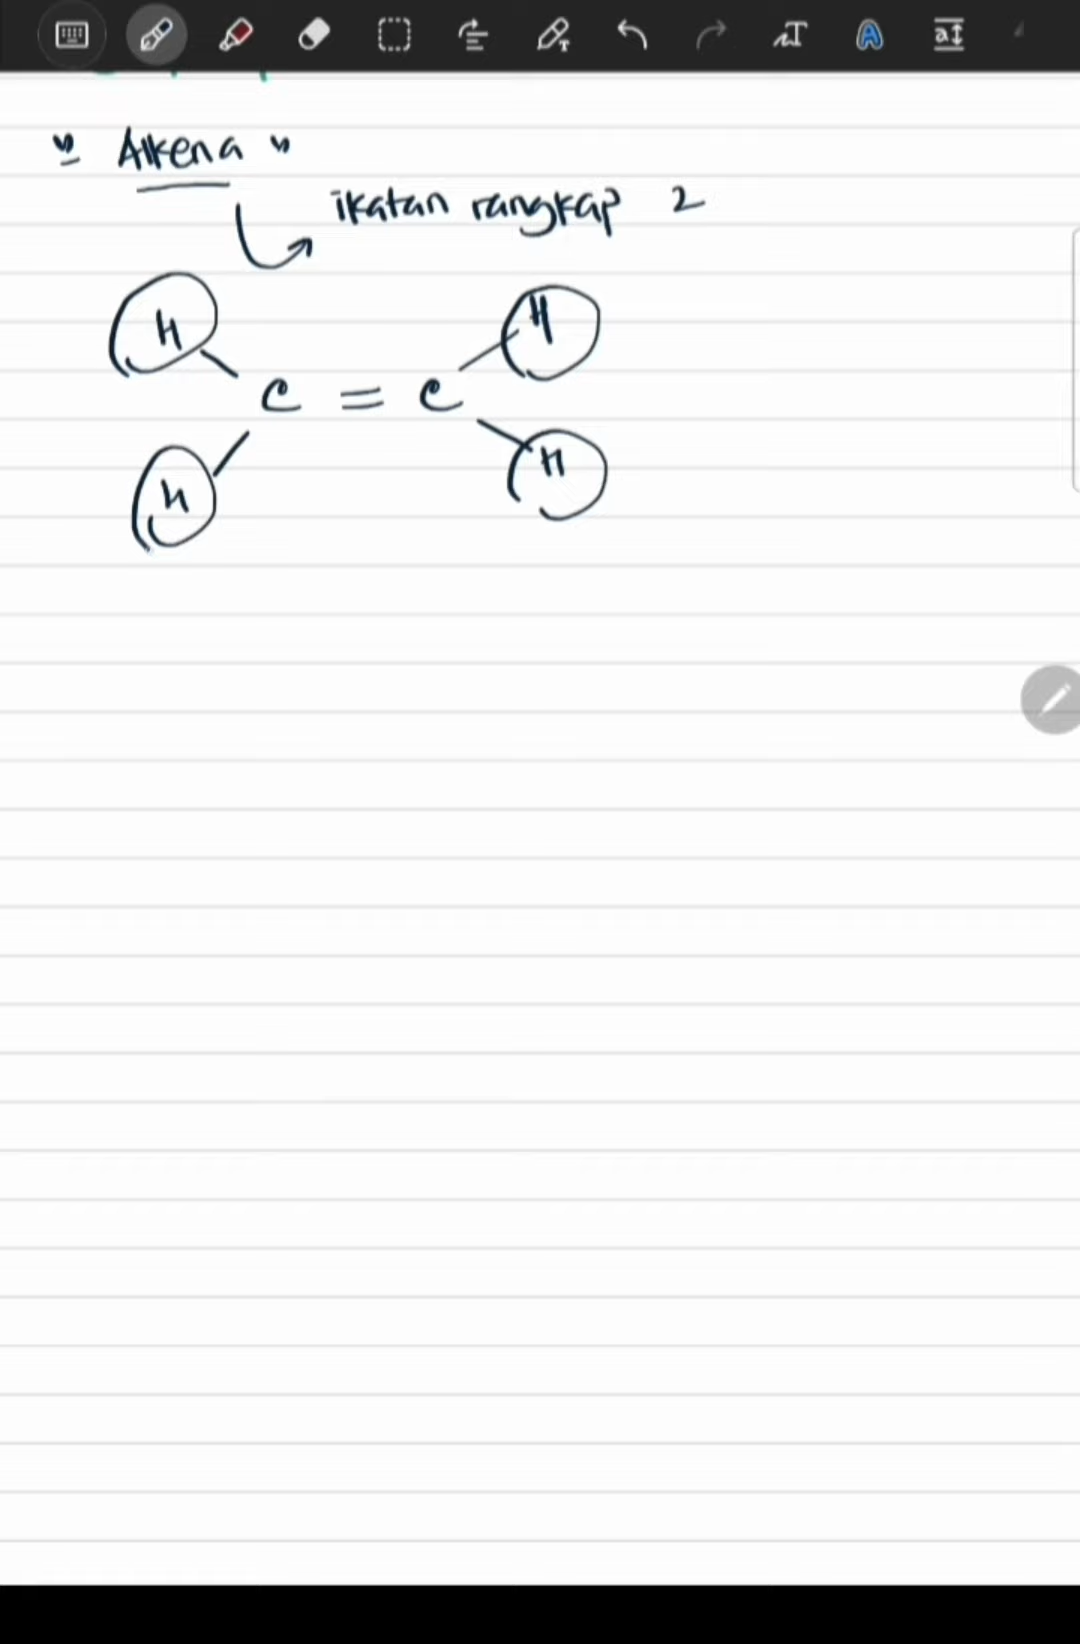 " Alkena "
ikatan rangkap 2
H H
C = C
H H